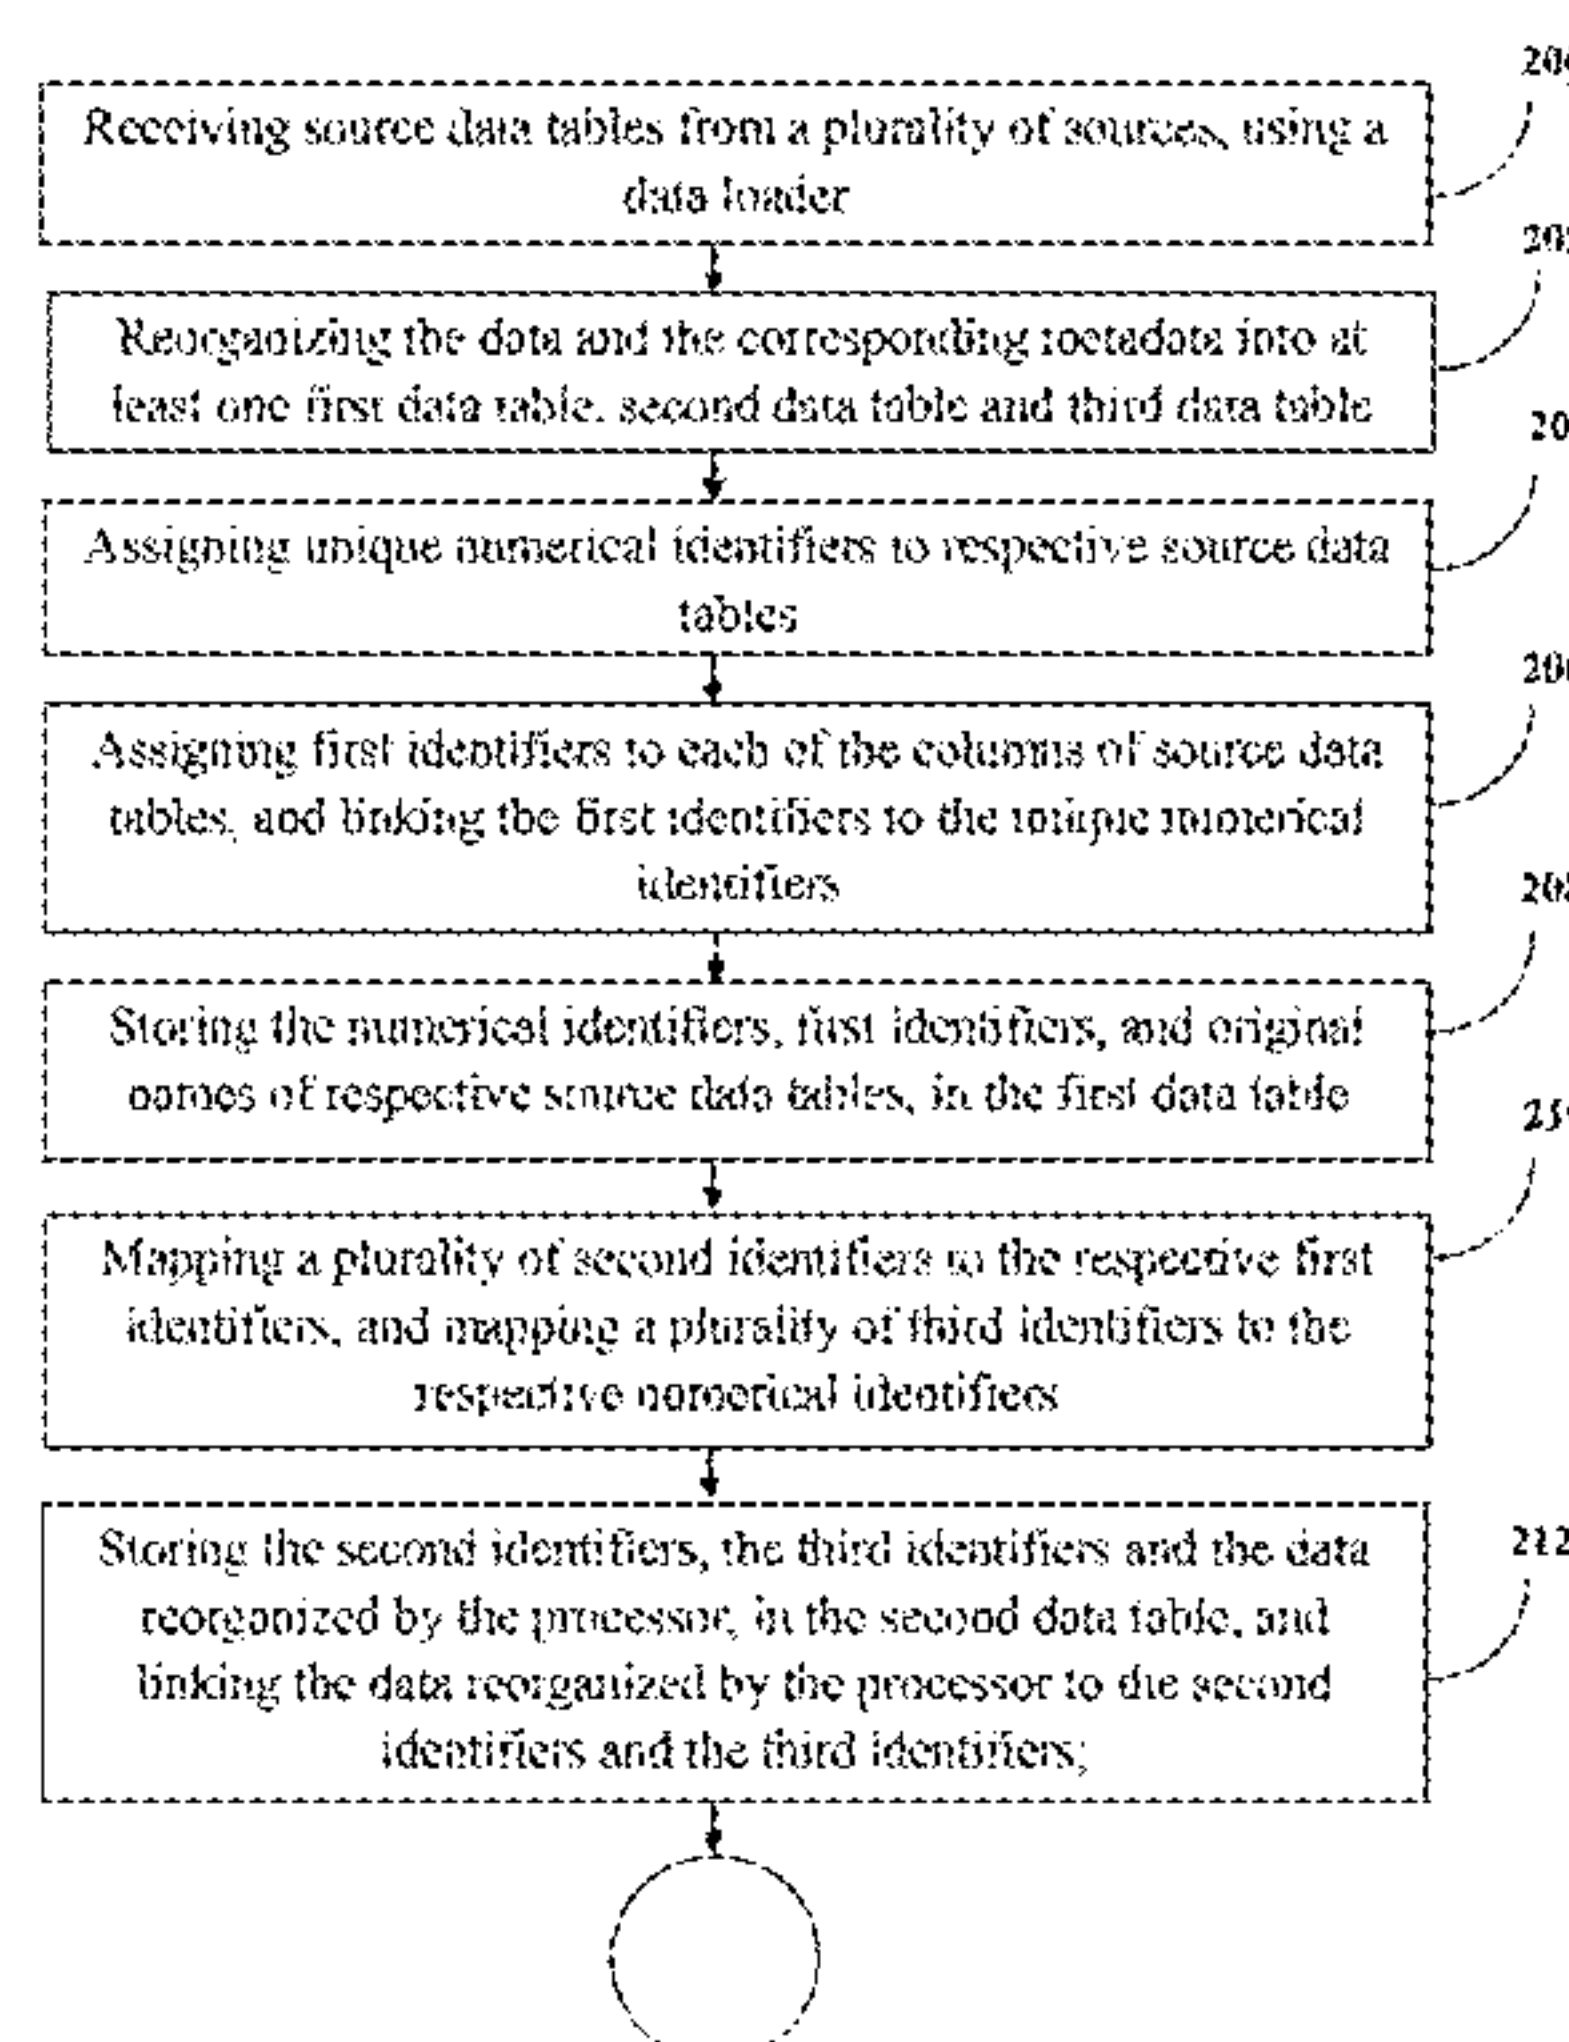 Receiving source data tables from a plurality of sources, using a
data loader
Reorganizing the data and the corresponding metadata into at
least one first data table, second data table and third data table
20
Assigning unique numerical identifiers to respective source data
tables
Assigning first identifiers to each of the columns of source data
tables, and linking the first identifiers to the unique numerical
identifiers
Storing the numerical identifiers, first identifiers, and original
names of respective source data tables, in the first data table
Mapping a plurality of second identifiers to the respective first
identifiers, and mapping a plurality of third identifiers to the
respective numerical identifiers
212
Storing the second identifiers, the third identifiers and the data
reorganized by the processor, in the second data table, and
linking the data reorganized by the processor to the second
identifiers and the third identifiers;